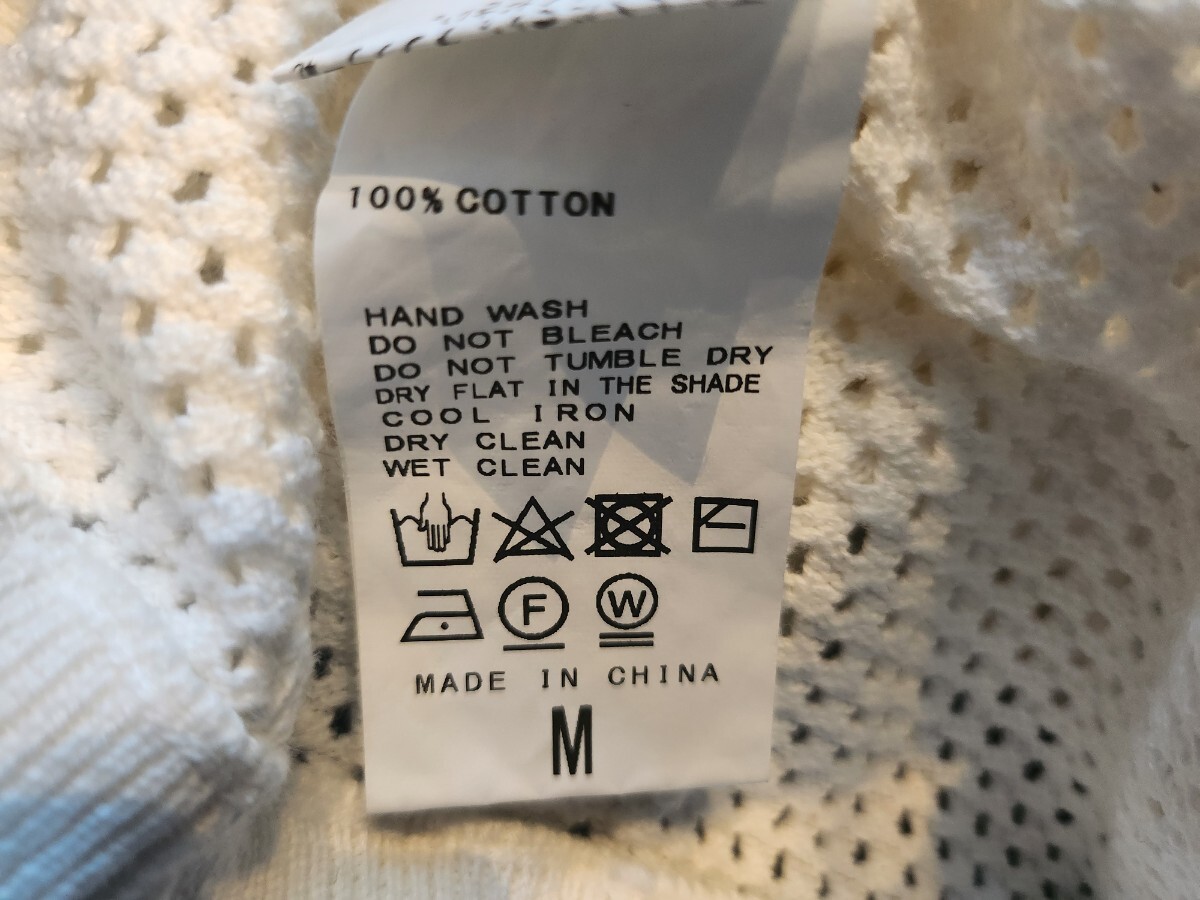 100% COTTON
HAND WASH
DO NOT BLEACH
DO NOT TUMBLE DRY
DRY FLAT IN THE SHADE
COOL IRON
DRY CLEAN
WET CLEAN
F W
MADE IN CHINA
M